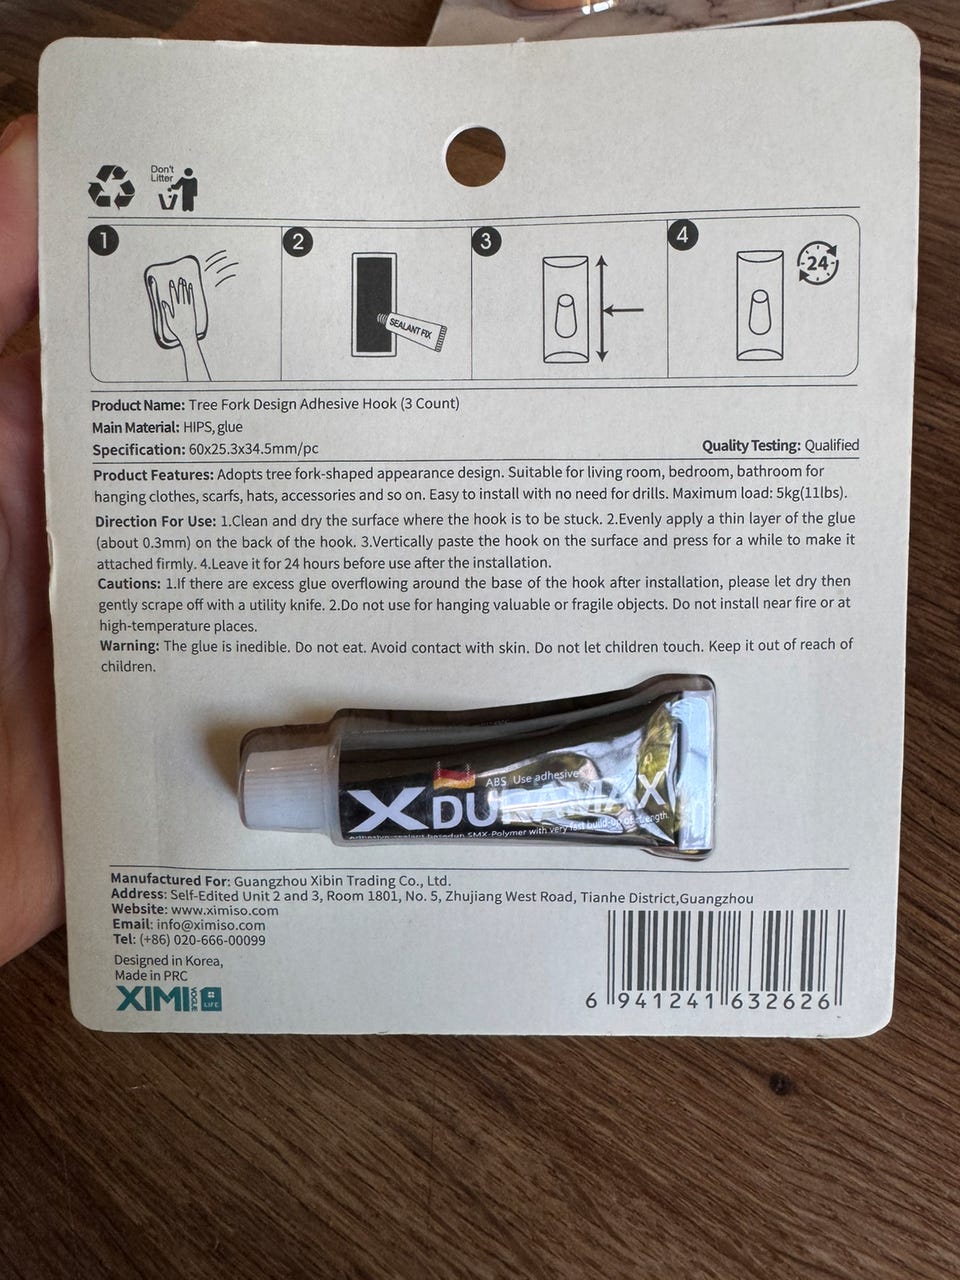 Don't
Litter
1
2
3
4
SEALANT FIX
24
Product Name: Tree Fork Design Adhesive Hook (3 Count)
Main Material: HIPS, glue
Specification: 60x25.3x34.5mm/pc
Quality Testing: Qualified
Product Features: Adopts tree fork-shaped appearance design. Suitable for living room, bedroom, bathroom for
hanging clothes, scarfs, hats, accessories and so on. Easy to install with no need for drills. Maximum load: 5kg(11lbs).
Direction For Use: 1.Clean and dry the surface where the hook is to be stuck. 2.Evenly apply a thin layer of the glue
(about 0.3mm) on the back of the hook. 3.Vertically paste the hook on the surface and press for a while to make it
attached firmly. 4.Leave it for 24 hours before use after the installation.
Cautions: 1.If there are excess glue overflowing around the base of the hook after installation, please let dry then
gently scrape off with a utility knife. 2.Do not use for hanging valuable or fragile objects. Do not install near fire or at
high-temperature places.
Warning: The glue is inedible. Do not eat. Avoid contact with skin. Do not let children touch. Keep it out of reach of
children.
ABS Use adhesive
X DURAMAX
SMX-Polymer with very fast build-up of strength.
Manufactured For: Guangzhou Xibin Trading Co., Ltd.
Address: Self-Edited Unit 2 and 3, Room 1801, No. 5, Zhujiang West Road, Tianhe District,Guangzhou
Website: www.ximiso.com
Email: info@ximiso.com
Tel: (+86) 020-666-00099
Designed in Korea,
Made in PRC
XIMI VOGUE LIFE
6 941241 632626